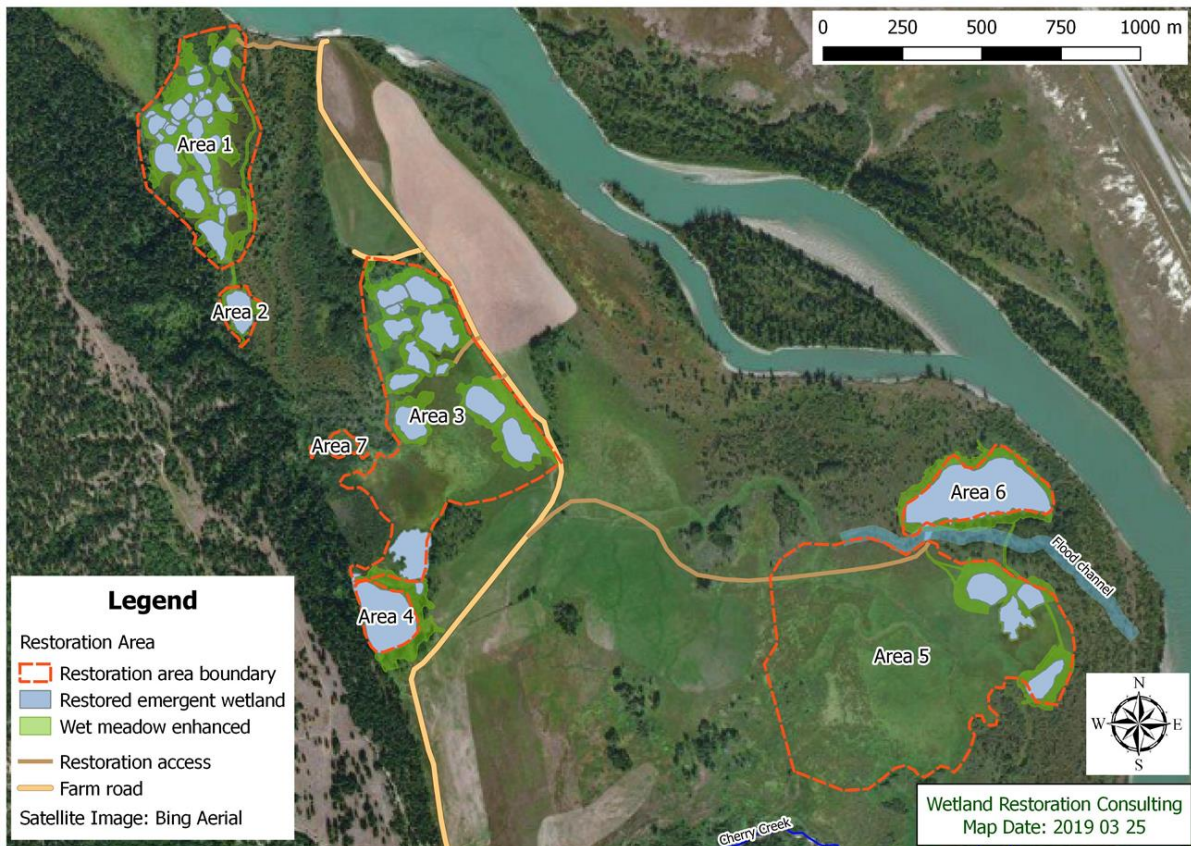 0 250 500 750 1000 m
Area 1
Area 2
Area 3
Area 7
Area 6
Flood channel
Area 4
Area 5
Legend
Restoration Area
Restoration area boundary
Restored emergent wetland
Wet meadow enhanced
Restoration access
Farm road
Satellite Image: Bing Aerial
N
W E
S
Wetland Restoration Consulting
Map Date: 2019 03 25
Cherry Creek